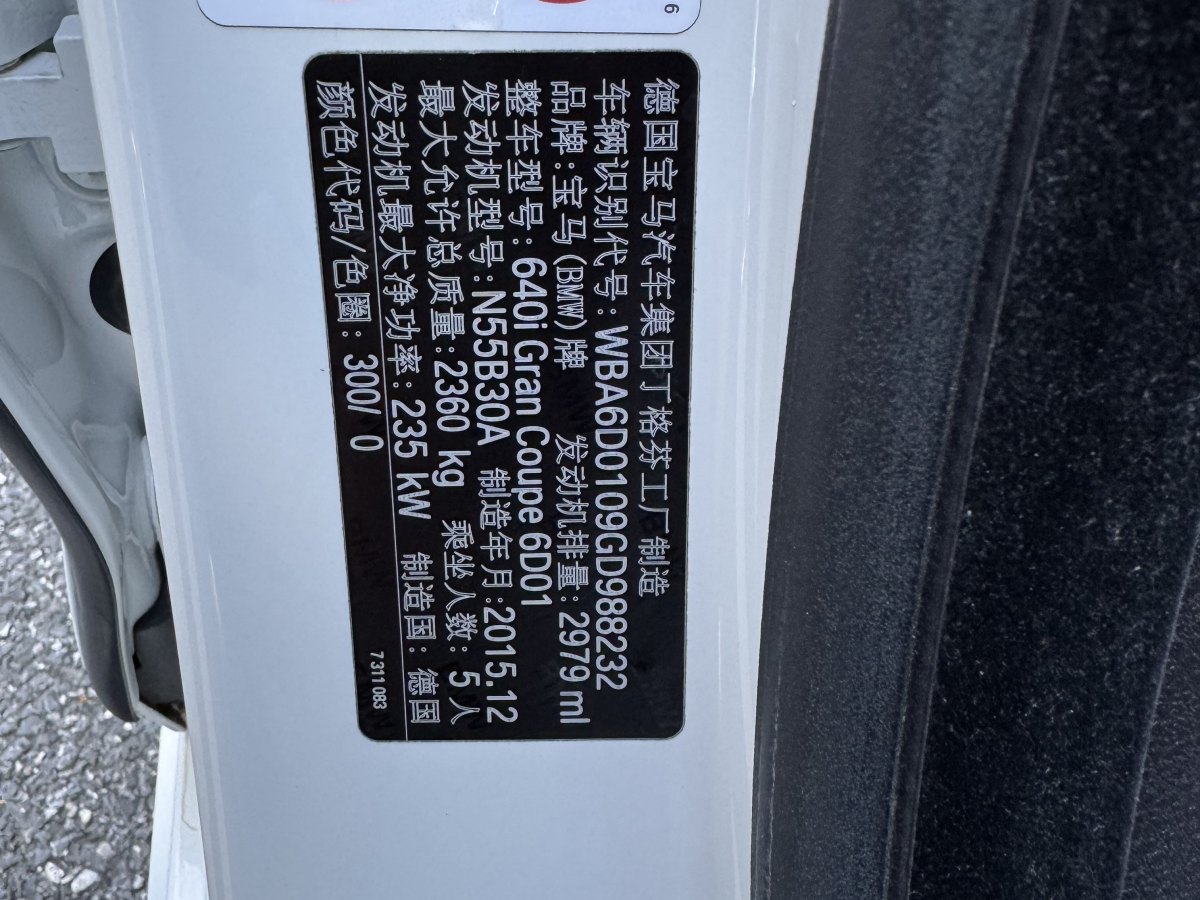 6
德国宝马汽车集团丁格芬工厂制造
车辆识别代号: WBA6D0109GD988232
品牌:宝马(BMW)牌 发动机排量: 2979 ml
整车型号: 640i Gran Coupe 6D01
发动机型号: N55B30A 制造年月:2015.12
最大允许总质量: 2360 kg 乘坐人数: 5 人
发动机最大净功率: 235 kW 制造国: 德国
颜色代码/色圈: 300/ 0
7311 083